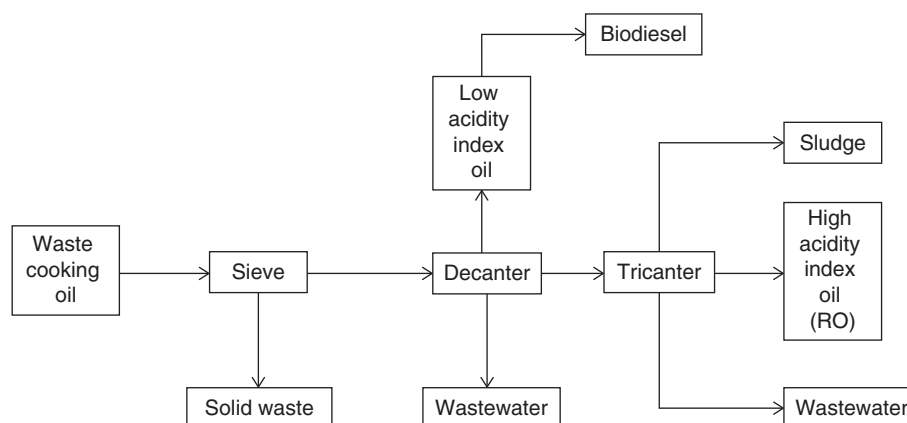 Biodiesel
Low
acidity
index
oil
Sludge
Waste
cooking
oil
Sieve
Decanter
Tricanter
High
acidity
index
oil
(RO)
Solid waste
Wastewater
Wastewater